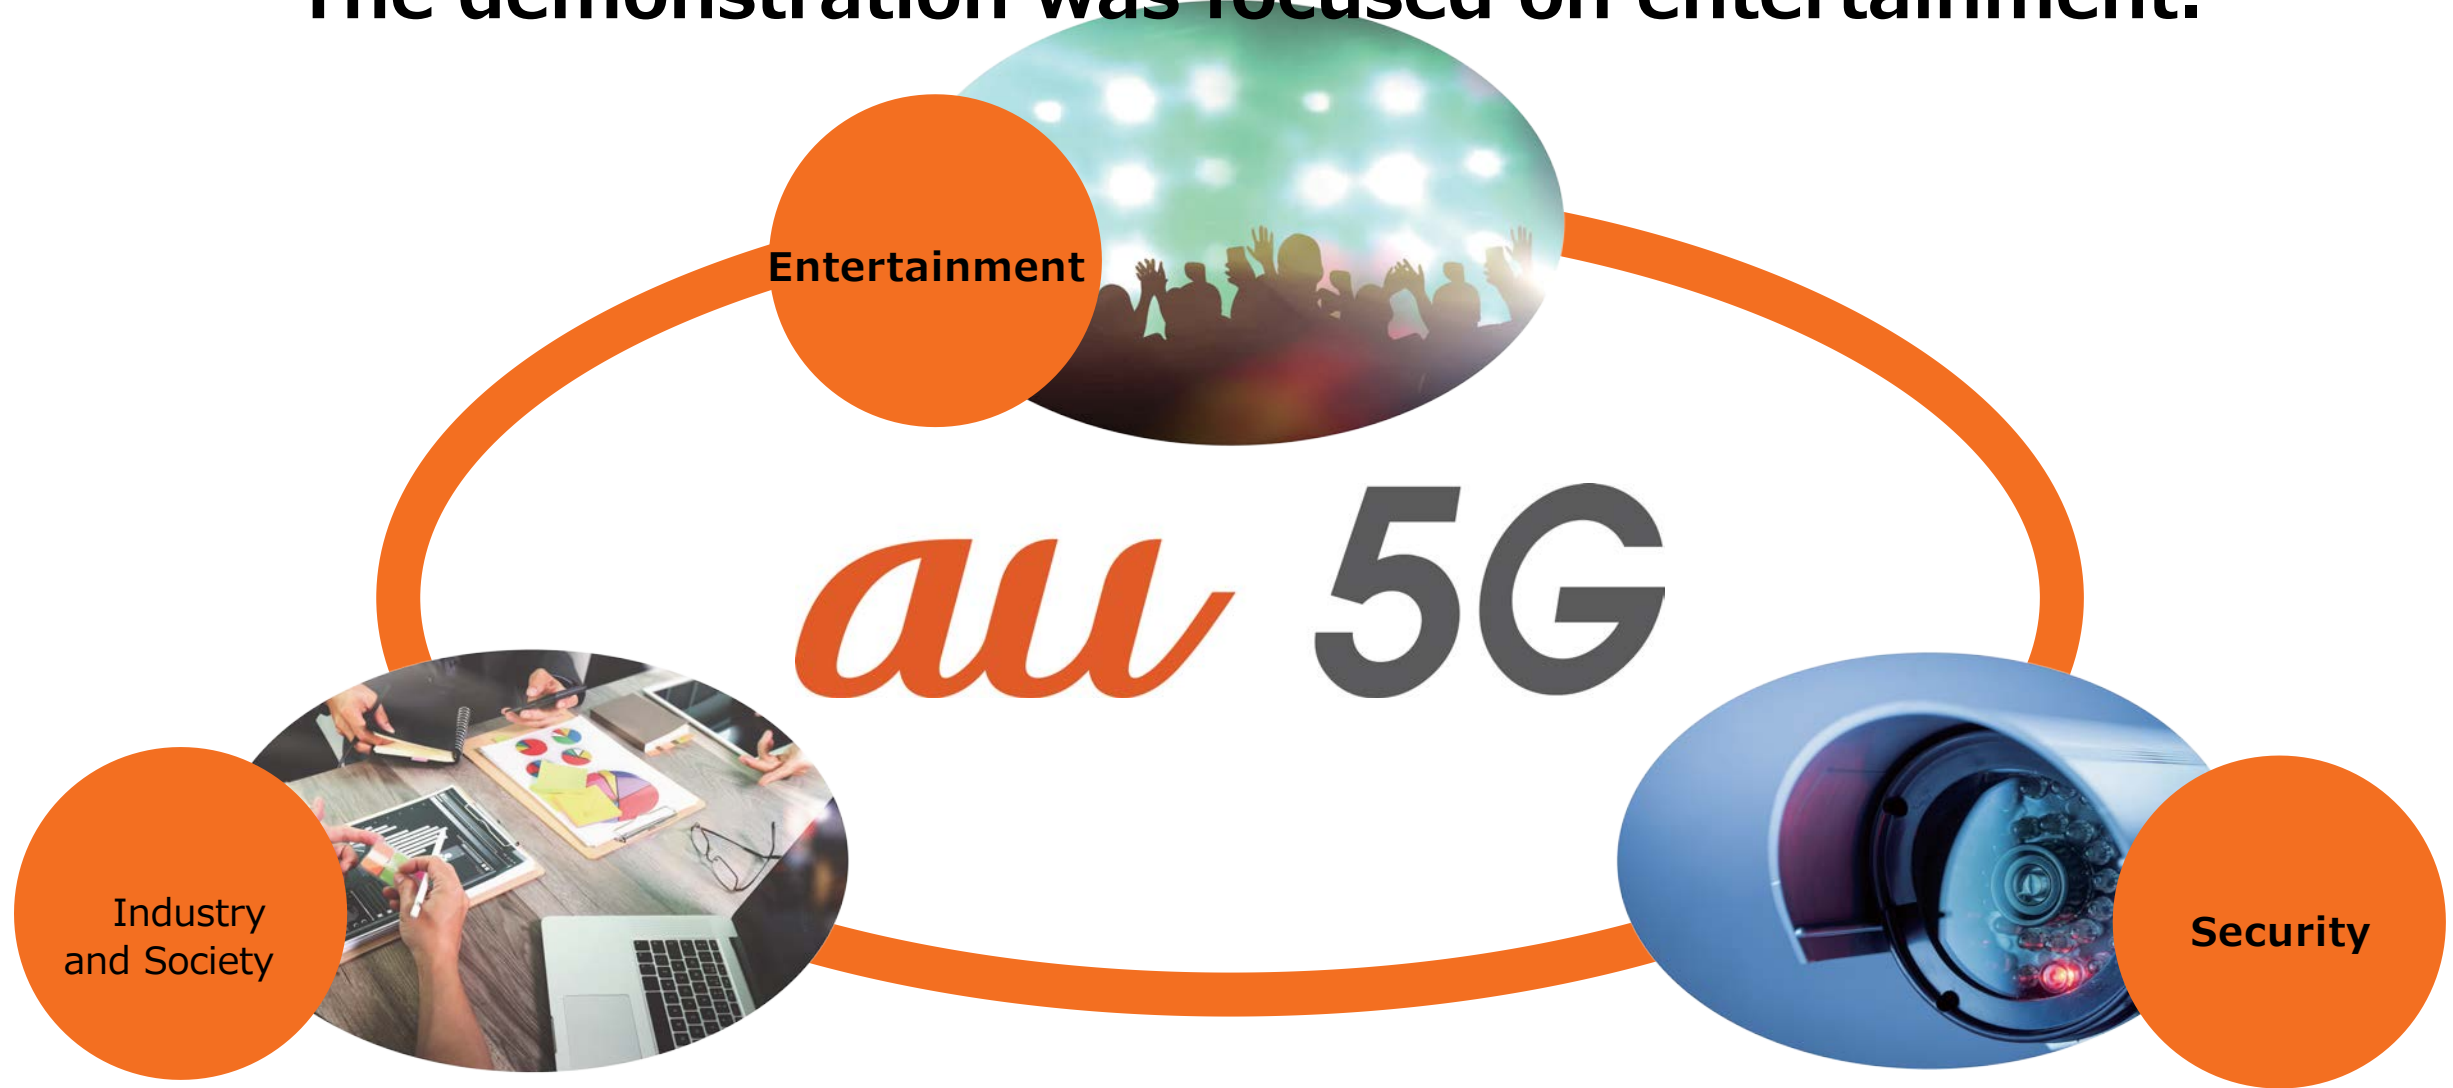 The demonstration was focused on entertainment.
Entertainment
au 5G
Industry
and Society
Security